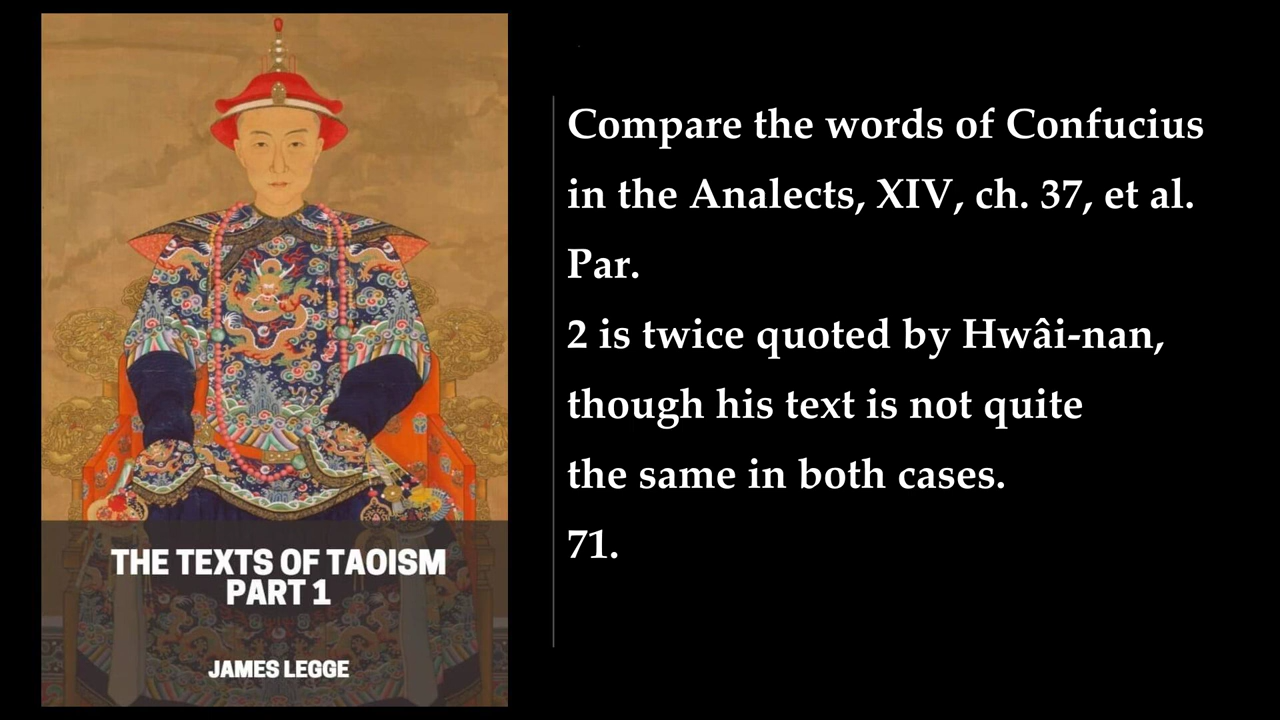 THE TEXTS OF TAOISM
PART 1
JAMES LEGGE
Compare the words of Confucius
in the Analects, XIV, ch. 37, et al.
Par.
2 is twice quoted by Hwâi-nan,
though his text is not quite
the same in both cases.
71.